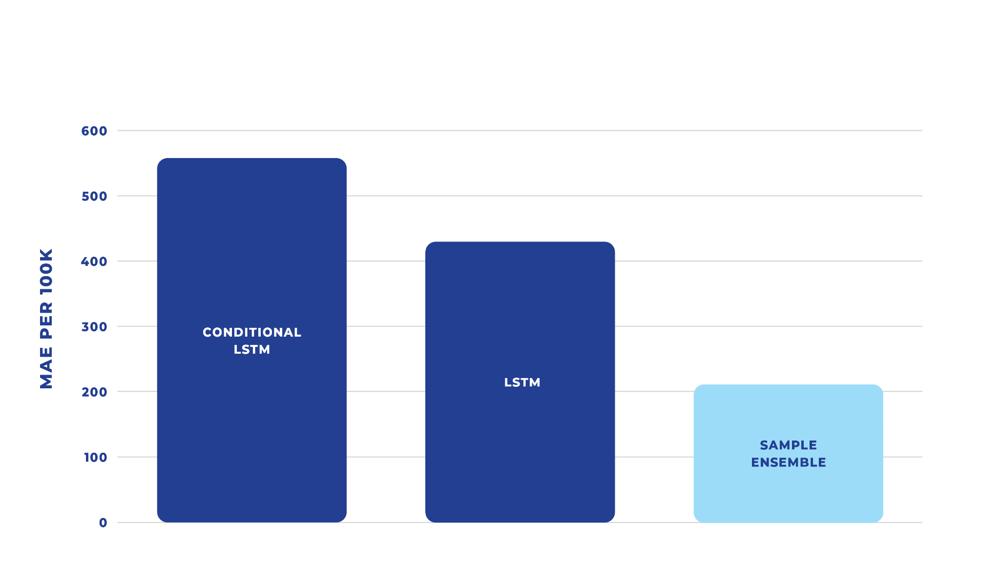 MAE PER 100K
600
500
400
300
200
100
0
CONDITIONAL
LSTM
LSTM
SAMPLE
ENSEMBLE